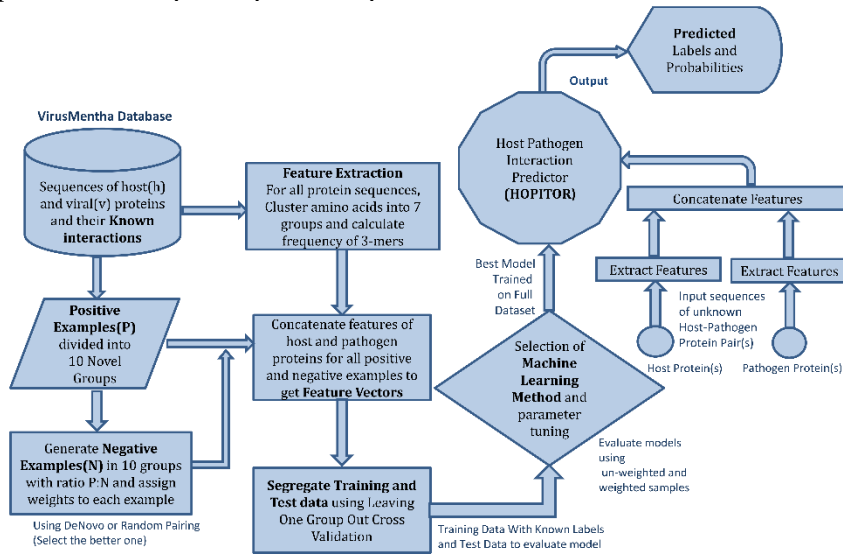 VirusMentha Database
Sequences of host(h)
and viral(v) proteins
and their Known
interactions
Positive
Examples(P)
divided into
10 Novel
Groups
Generate Negative
Examples(N) in 10 groups
with ratio P:N and assign
weights to each example
Using DeNovo or Random Pairing
(Select the better one)
Feature Extraction
For all protein sequences,
Cluster amino acids into 7
groups and calculate
frequency of 3-mers
Concatenate features of
host and pathogen
proteins for all positive
and negative examples to
get Feature Vectors
Segregate Training and
Test data using Leaving
One Group Out Cross
Validation
Training Data With Known Labels
and Test Data to evaluate model
Selection of
Machine
Learning
Method and
parameter
tuning
Evaluate models
using
un-weighted and
weighted samples
Best Model
Trained
on Full
Dataset
Host Pathogen
Interaction
Predictor
(HOPITOR)
Output
Predicted
Labels and
Probabilities
Concatenate Features
Extract Features
Extract Features
Input sequences
of unknown
Host-Pathogen
Protein Pair(s)
Host Protein(s)
Pathogen Protein(s)